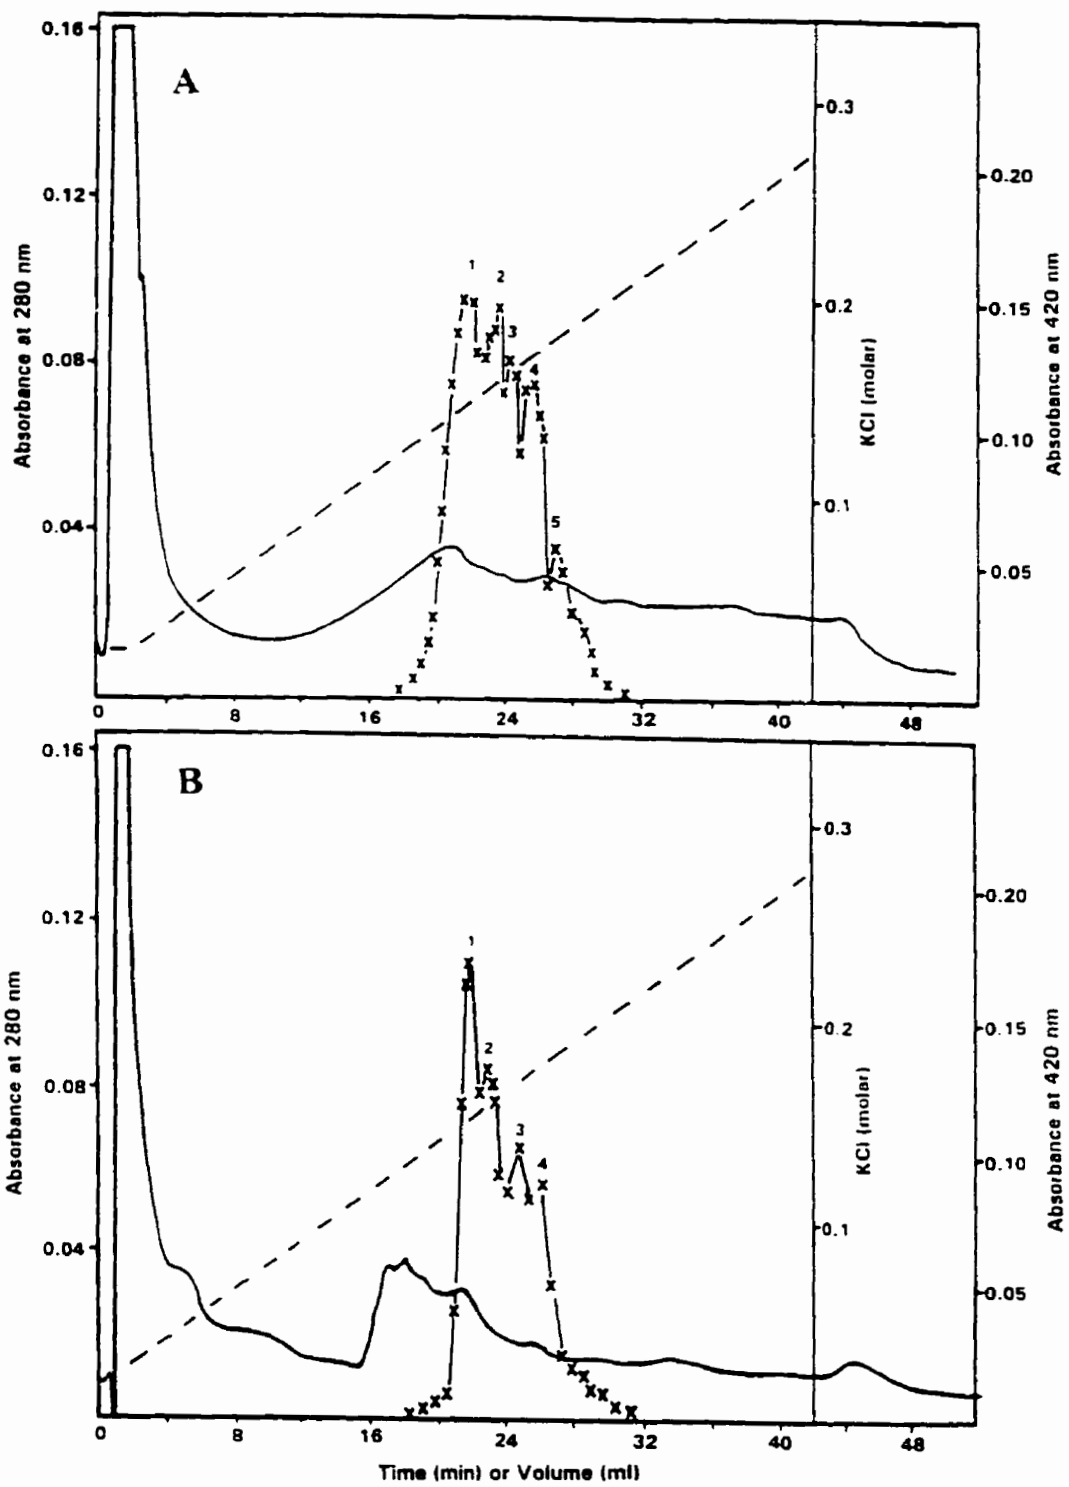 A
0.16
0.12
0.08
0.04
Absorbance at 280 nm
1
2
3
4
5
0.3
0.2
0.1
KCl (molar)
0.20
0.15
0.10
0.05
Absorbance at 420 nm
0 8 16 24 32 40 48
B
0.16
0.12
0.08
0.04
Absorbance at 280 nm
1
2
3
4
0.3
0.2
0.1
KCl (molar)
0.20
0.15
0.10
0.05
Absorbance at 420 nm
0 8 16 24 32 40 48
Time (min) or Volume (ml)